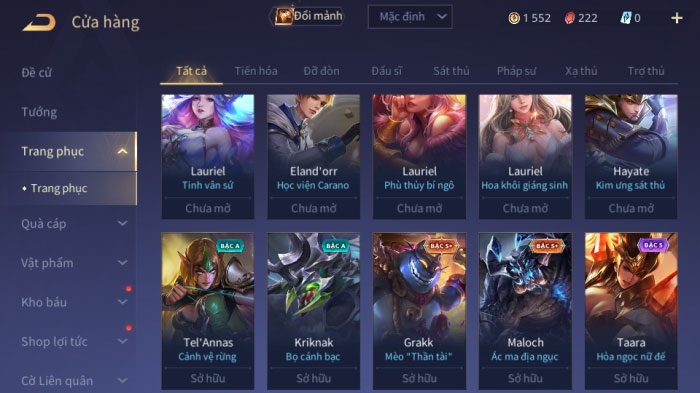 Cửa hàng
Đổi mảnh
Mặc định
1 552
222
0
Đề cử
Tướng
Trang phục
Trang phục
Quà cáp
Vật phẩm
Kho báu
Shop lợi tức
Cờ Liên quân
Tất cả Tiến hóa Đỡ đòn Đấu sĩ Sát thủ Pháp sư Xạ thủ Trợ thủ
Lauriel
Tinh vân sứ
Chưa mở
Eland'orr
Học viện Carano
Chưa mở
Lauriel
Phù thủy bí ngô
Chưa mở
Lauriel
Hoa khôi giáng sinh
Chưa mở
Hayate
Kim ưng sát thủ
Chưa mở
BẬC A
Tel'Annas
Cảnh vệ rừng
Sở hữu
BẬC A
Kriknak
Bọ cánh bạc
Sở hữu
BẬC S+
Grakk
Mèo "Thần tài"
Sở hữu
BẬC S+
Maloch
Ác ma địa ngục
Sở hữu
BẬC S
Taara
Hỏa ngọc nữ đế
Sở hữu